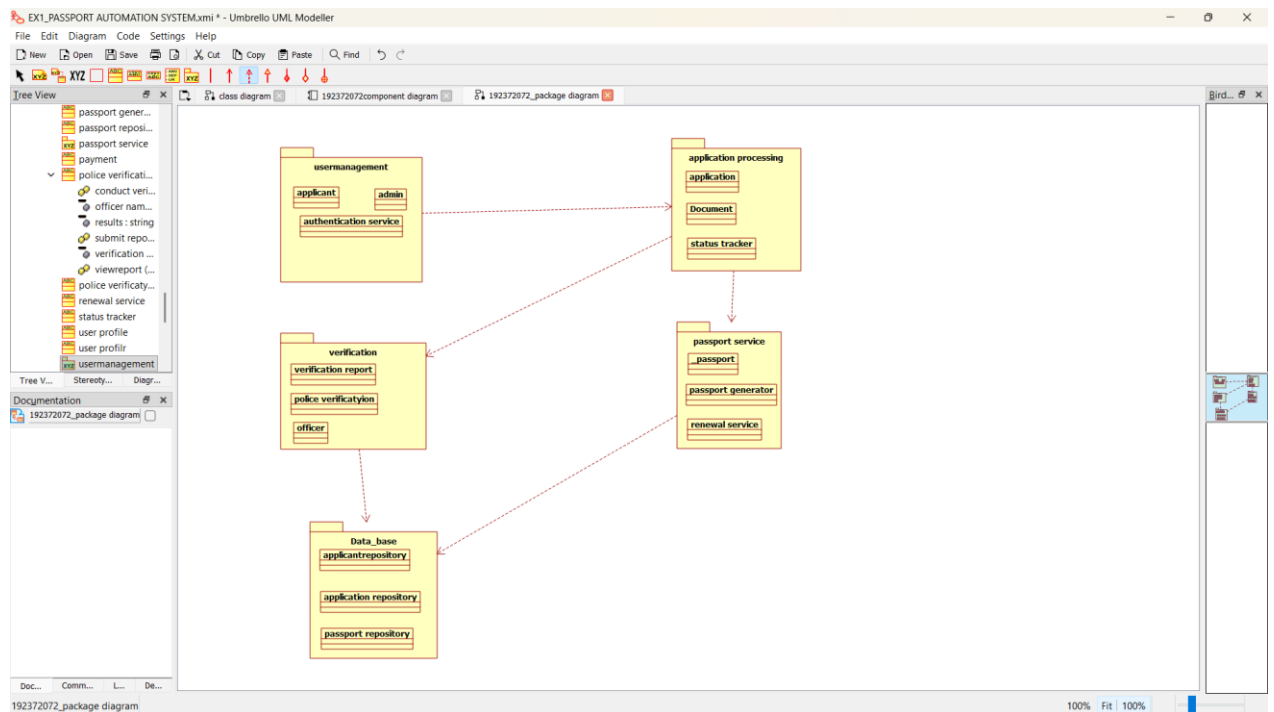 EX1_PASSPORT AUTOMATION SYSTEM.xmi * - Umbrello UML Modeller
File Edit Diagram Code Settings Help
New Open Save Cut Copy Paste Find
XYZ
Tree View
class diagram
192372072component diagram
192372072_package diagram
Bird...
passport gener...
passport reposi...
passport service
payment
police verificati...
conduct veri...
officer nam...
results : string
submit repo...
verification ...
viewreport (...
police verificaty...
renewal service
status tracker
user profile
user profilr
usermanagement
Tree V... Stereoty... Diagr...
Documentation
192372072_package diagram
usermanagement
applicant
admin
authentication service
application processing
application
Document
status tracker
verification
verification report
police verificatyion
officer
passport service
_passport
passport generator
renewal service
Data_base
applicantrepository
application repository
passport repository
Doc... Comm... L... De...
192372072_package diagram
100% Fit 100%